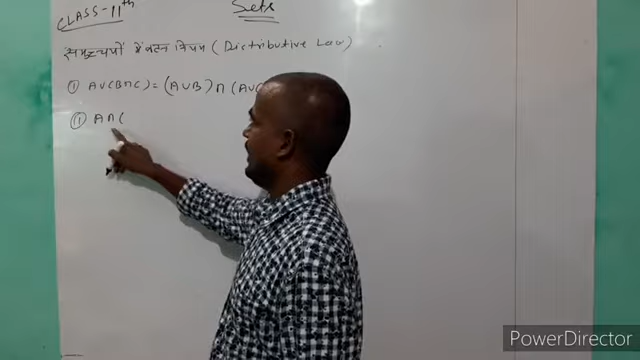 CLASS-11th
Sets
समुच्चयों में बंटन नियम (Distributive Law)
(i) A∪(B∩C) = (A∪B) ∩ (A∪C
(ii) A∩(
PowerDirector